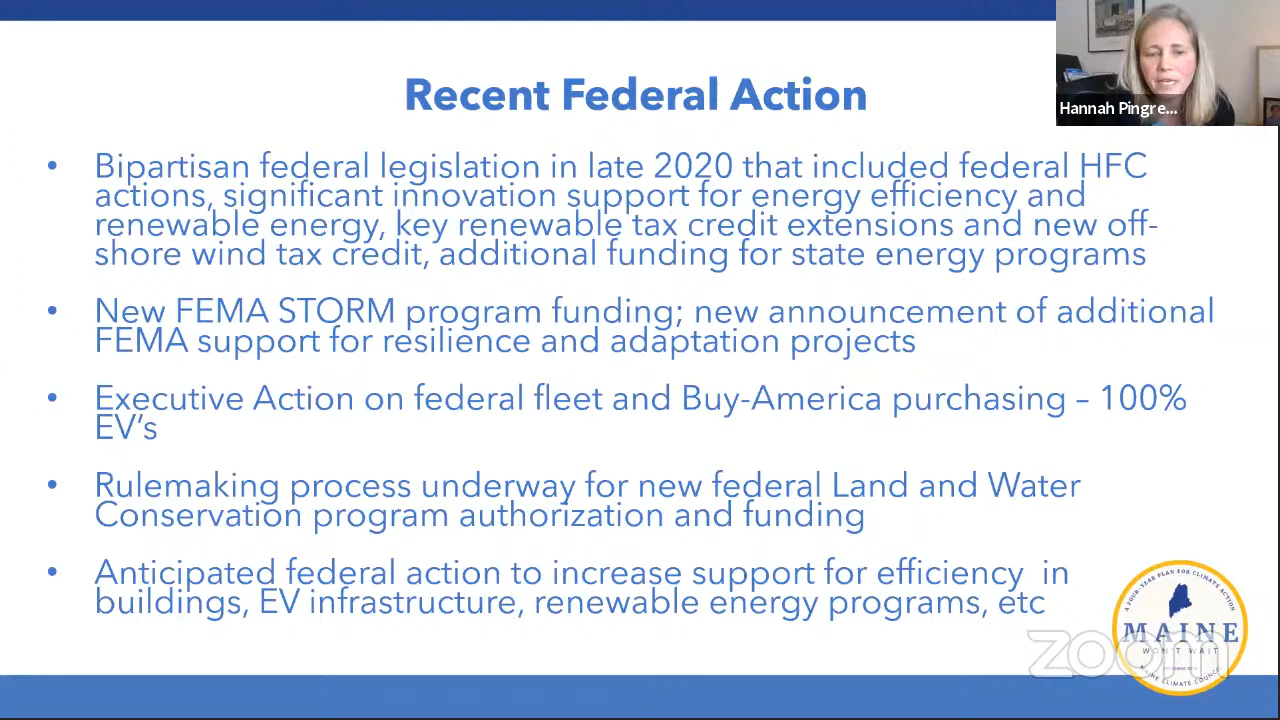 Recent Federal Action
Hannah Pingre...
• Bipartisan federal legislation in late 2020 that included federal HFC
actions, significant innovation support for energy efficiency and
renewable energy, key renewable tax credit extensions and new off-
shore wind tax credit, additional funding for state energy programs
• New FEMA STORM program funding; new announcement of additional
FEMA support for resilience and adaptation projects
• Executive Action on federal fleet and Buy-America purchasing – 100%
EV’s
• Rulemaking process underway for new federal Land and Water
Conservation program authorization and funding
• Anticipated federal action to increase support for efficiency  in
buildings, EV infrastructure, renewable energy programs, etc
A FOUR-YEAR PLAN FOR CLIMATE ACTION
MAINE
WON'T WAIT
MAINE CLIMATE COUNCIL
zoom